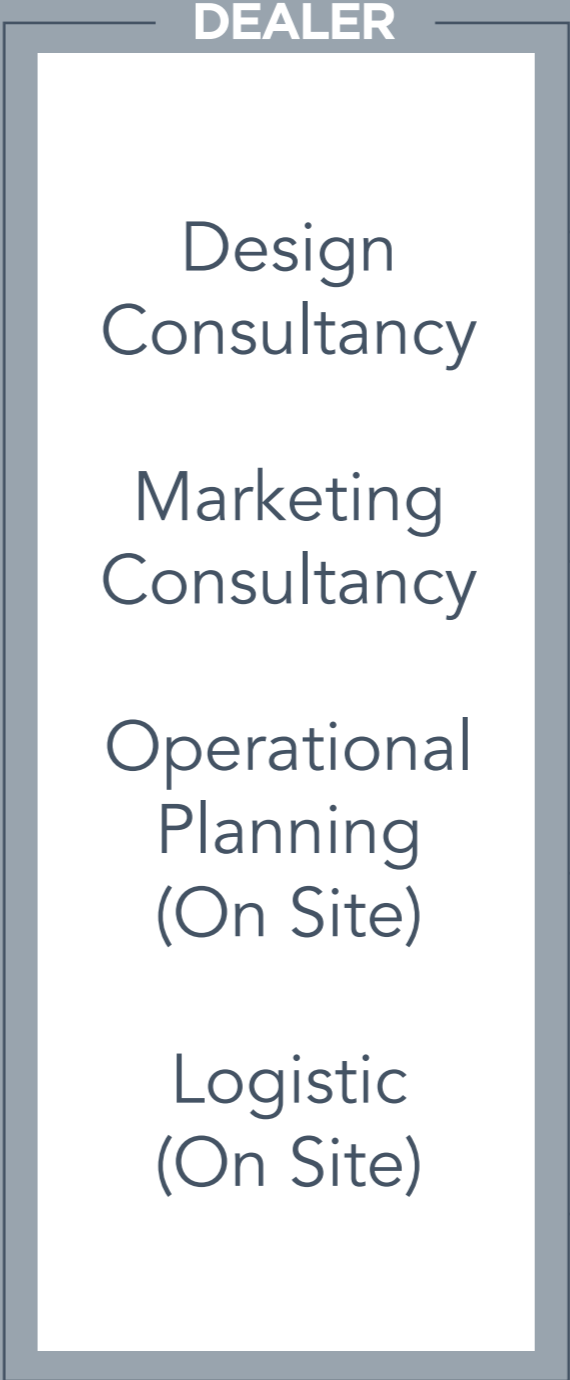 DEALER
Design
Consultancy
Marketing
Consultancy
Operational
Planning
(On Site)
Logistic
(On Site)